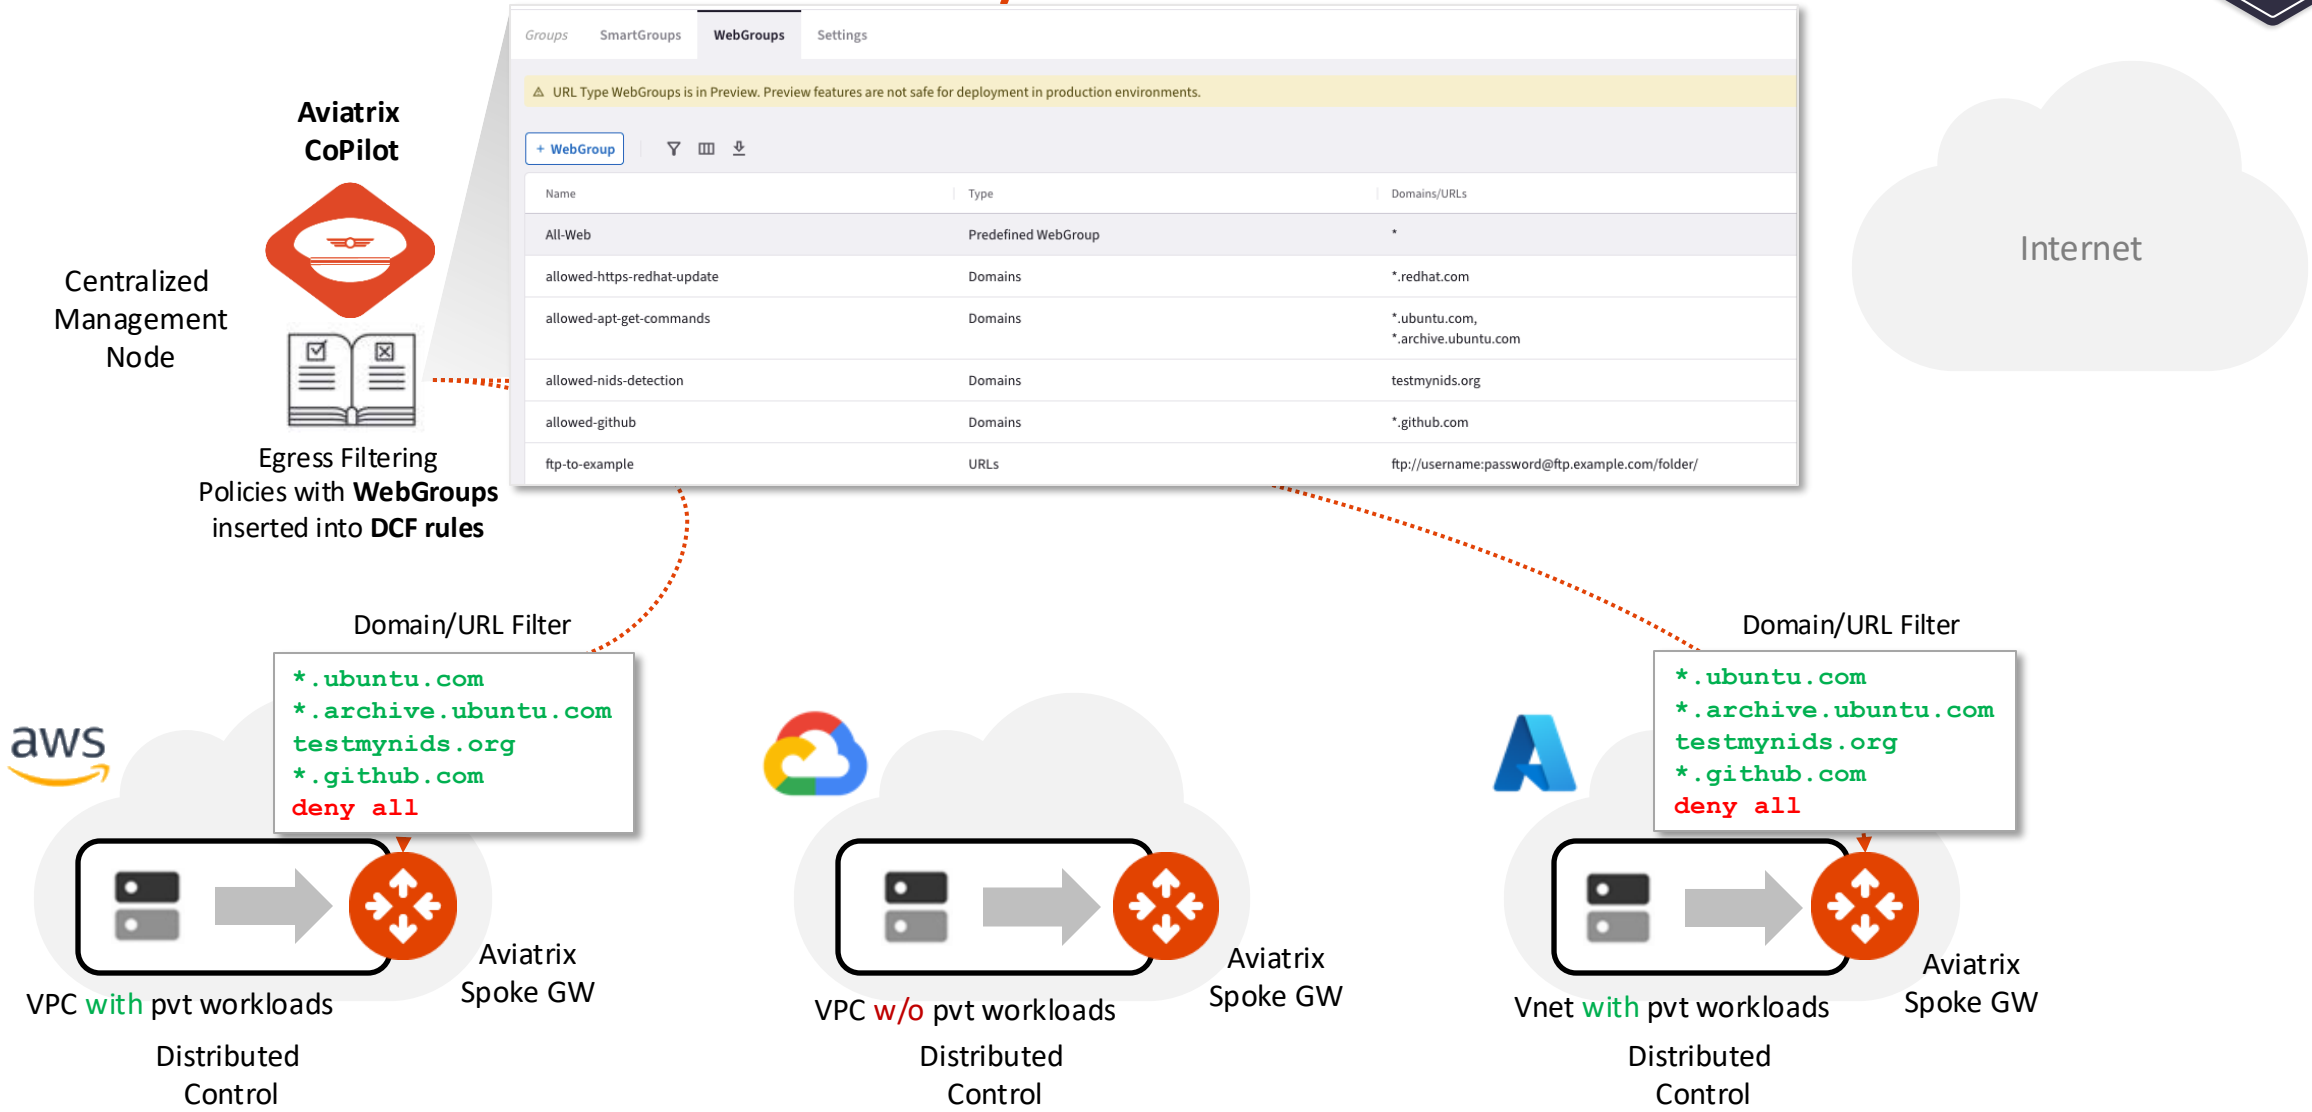 Groups SmartGroups WebGroups Settings
URL Type WebGroups is in Preview. Preview features are not safe for deployment in production environments.
+ WebGroup
Name Type Domains/URLs
All-Web Predefined WebGroup *
allowed-https-redhat-update Domains *.redhat.com
allowed-apt-get-commands Domains *.ubuntu.com,
*.archive.ubuntu.com
allowed-nids-detection Domains testmynids.org
allowed-github Domains *.github.com
ftp-to-example URLs ftp://username:password@ftp.example.com/folder/
Aviatrix
CoPilot
Centralized
Management
Node
Egress Filtering
Policies with WebGroups
inserted into DCF rules
Internet
Domain/URL Filter
*.ubuntu.com
*.archive.ubuntu.com
testmynids.org
*.github.com
deny all
aws
Aviatrix
Spoke GW
VPC with pvt workloads
Distributed
Control
Aviatrix
Spoke GW
VPC w/o pvt workloads
Distributed
Control
Domain/URL Filter
*.ubuntu.com
*.archive.ubuntu.com
testmynids.org
*.github.com
deny all
Aviatrix
Spoke GW
Vnet with pvt workloads
Distributed
Control